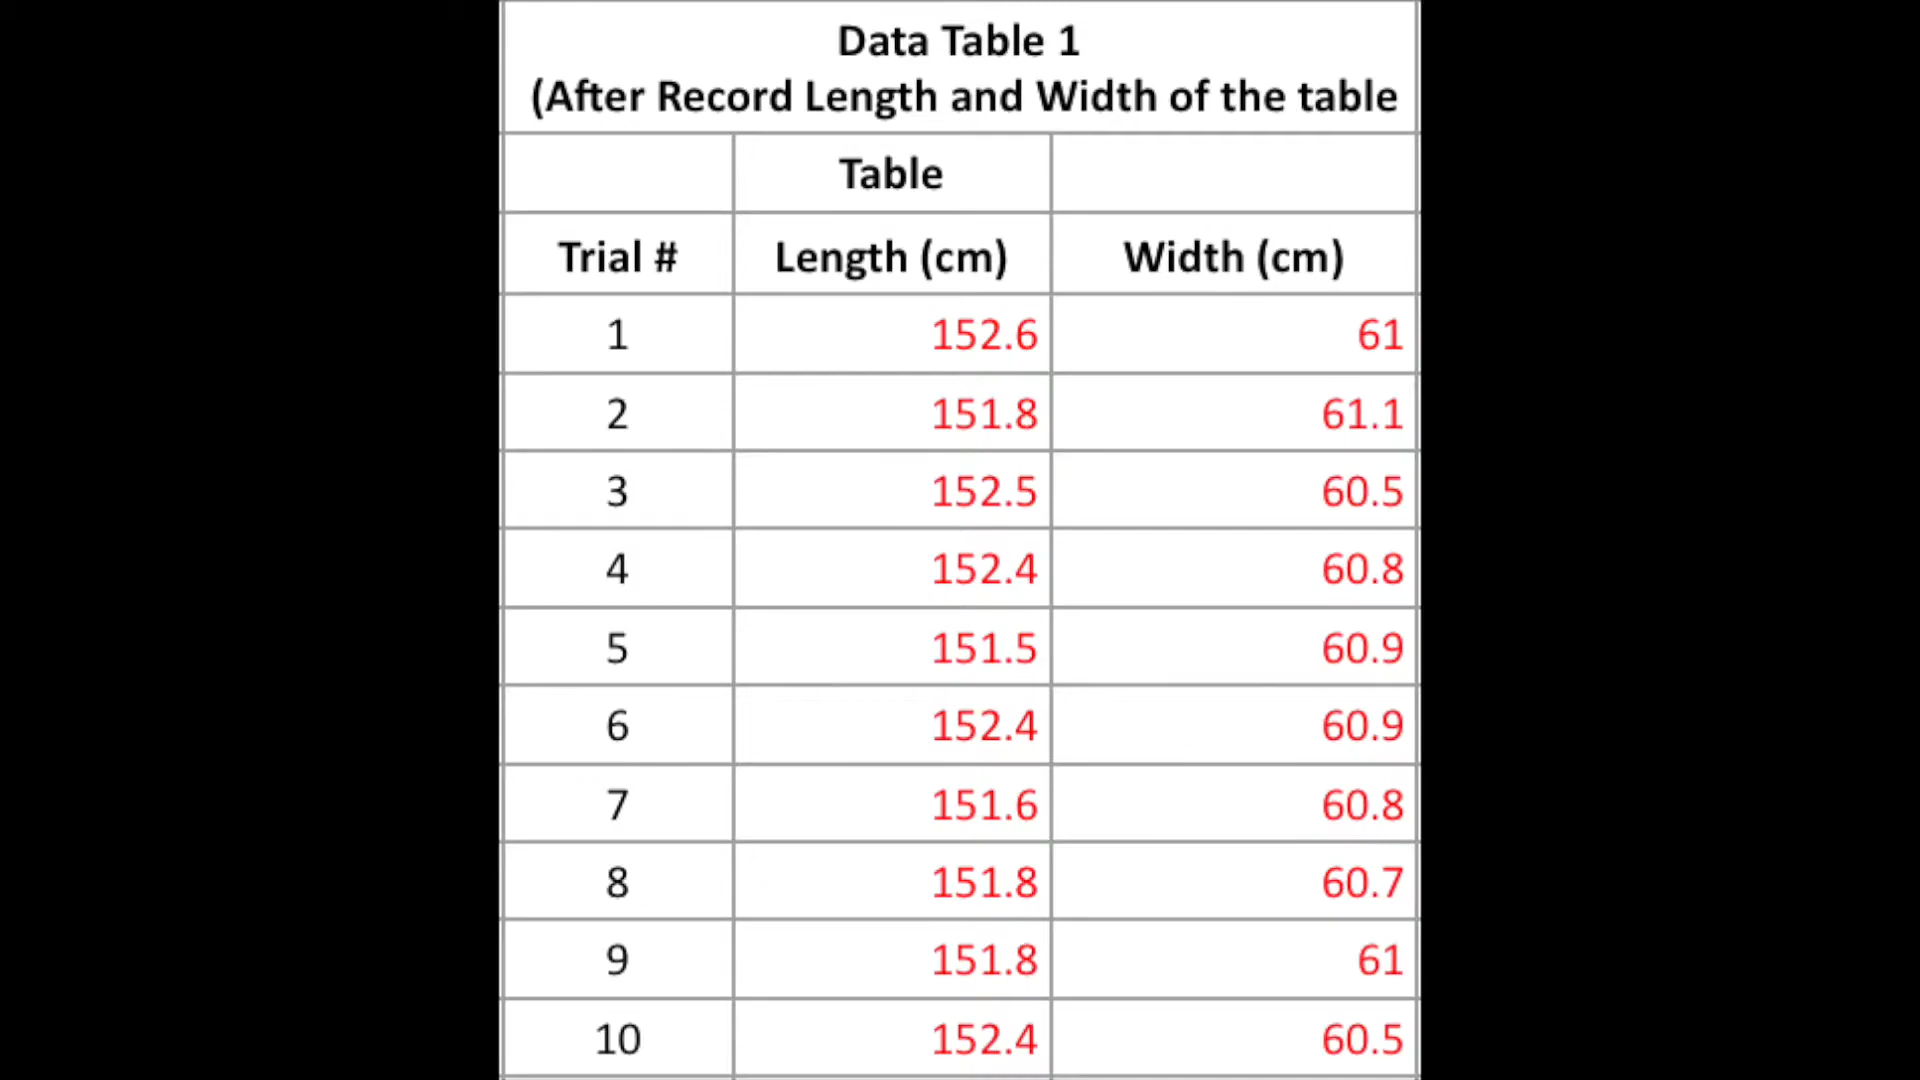 Data Table 1
(After Record Length and Width of the table
Table
Trial # Length (cm) Width (cm)
1 152.6 61
2 151.8 61.1
3 152.5 60.5
4 152.4 60.8
5 151.5 60.9
6 152.4 60.9
7 151.6 60.8
8 151.8 60.7
9 151.8 61
10 152.4 60.5